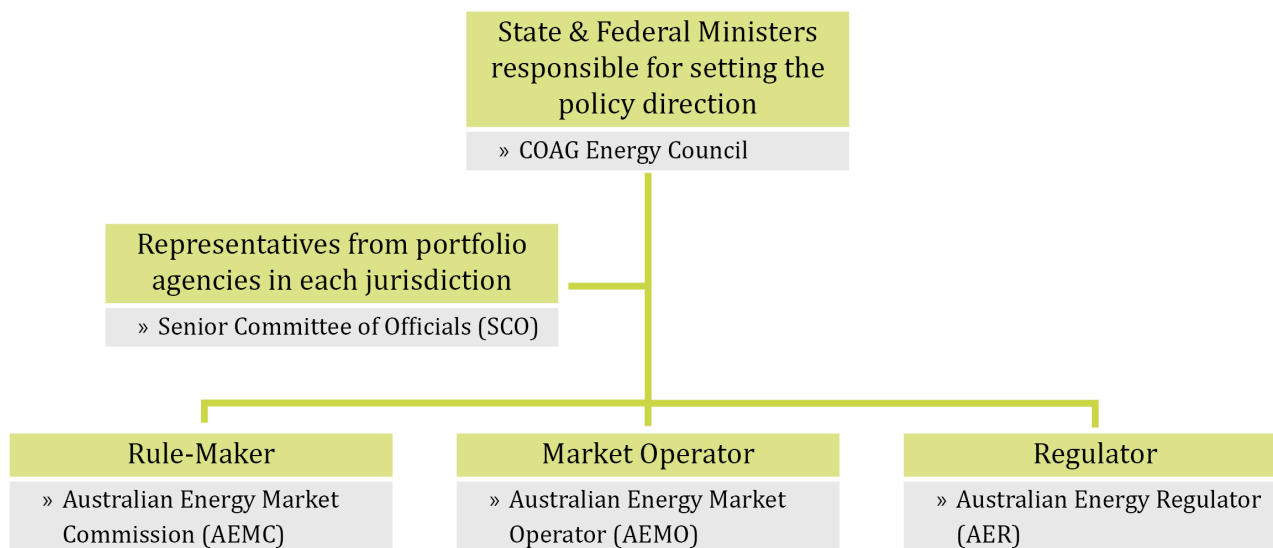 State & Federal Ministers
responsible for setting the
policy direction
» COAG Energy Council
Representatives from portfolio
agencies in each jurisdiction
» Senior Committee of Officials (SCO)
Rule-Maker
» Australian Energy Market
Commission (AEMC)
Market Operator
» Australian Energy Market
Operator (AEMO)
Regulator
» Australian Energy Regulator
(AER)